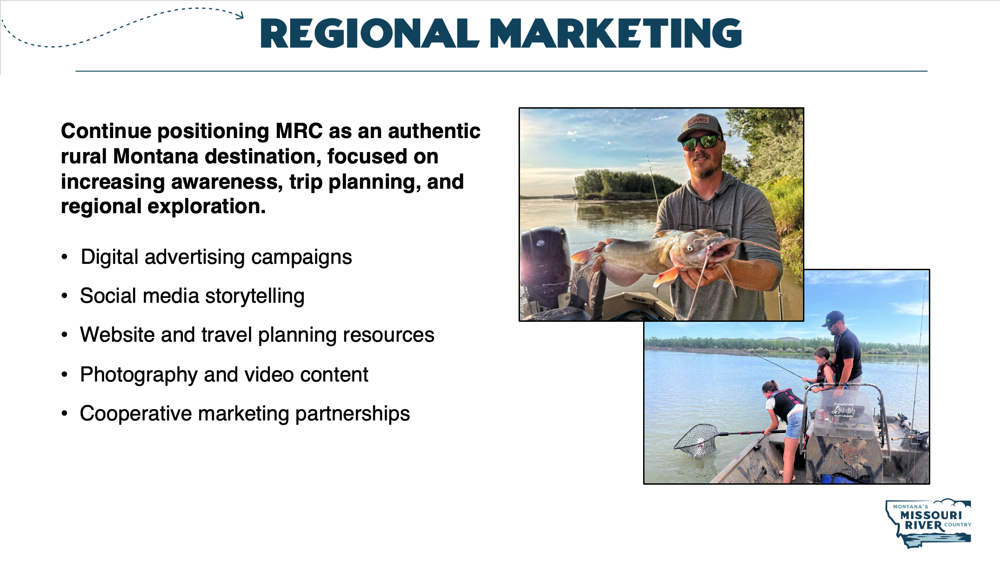 REGIONAL MARKETING
Continue positioning MRC as an authentic
rural Montana destination, focused on
increasing awareness, trip planning, and
regional exploration.
• Digital advertising campaigns
• Social media storytelling
• Website and travel planning resources
• Photography and video content
• Cooperative marketing partnerships
JMO
YELLOWSTONE
MONTANA'S
MISSOURI
RIVER COUNTRY